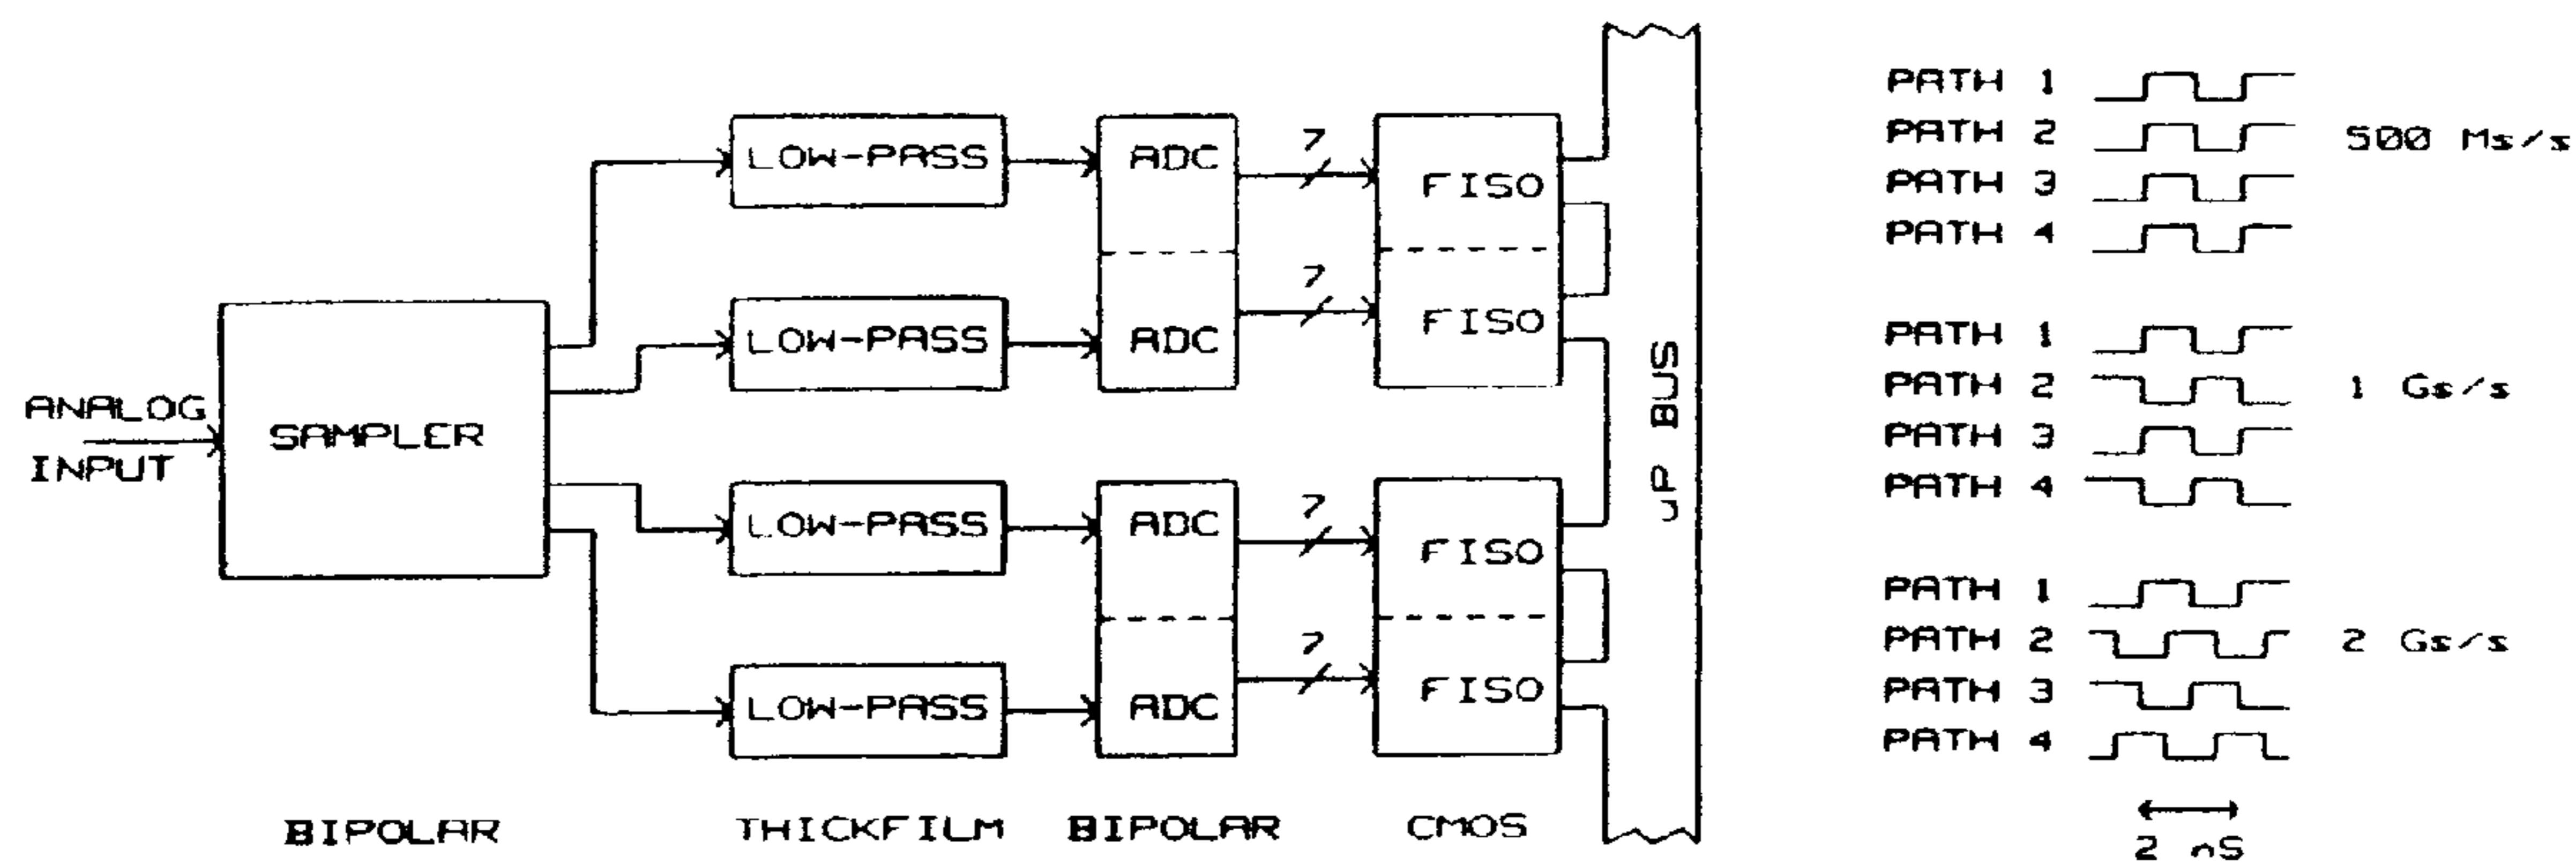 ANALOG
INPUT
SAMPLER
LOW-PASS
LOW-PASS
LOW-PASS
LOW-PASS
ADC
ADC
ADC
ADC
7
7
7
7
FISO
FISO
FISO
FISO
uP BUS
BIPOLAR
THICKFILM
BIPOLAR
CMOS
PATH 1
PATH 2 500 Ms/s
PATH 3
PATH 4
PATH 1
PATH 2 1 Gs/s
PATH 3
PATH 4
PATH 1
PATH 2 2 Gs/s
PATH 3
PATH 4
2 nS